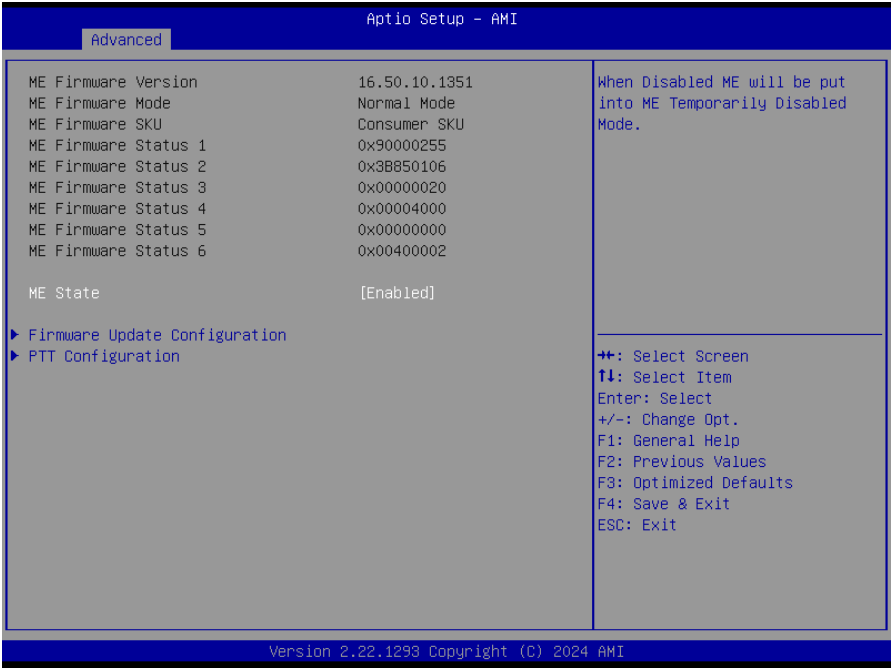 Aptio Setup – AMI
Advanced
ME Firmware Version 16.50.10.1351
ME Firmware Mode Normal Mode
ME Firmware SKU Consumer SKU
ME Firmware Status 1 0x90000255
ME Firmware Status 2 0x3B850106
ME Firmware Status 3 0x00000020
ME Firmware Status 4 0x00004000
ME Firmware Status 5 0x00000000
ME Firmware Status 6 0x00400002
ME State [Enabled]
Firmware Update Configuration
PTT Configuration
When Disabled ME will be put
into ME Temporarily Disabled
Mode.
→←: Select Screen
↑↓: Select Item
Enter: Select
+/-: Change Opt.
F1: General Help
F2: Previous Values
F3: Optimized Defaults
F4: Save & Exit
ESC: Exit
Version 2.22.1293 Copyright (C) 2024 AMI